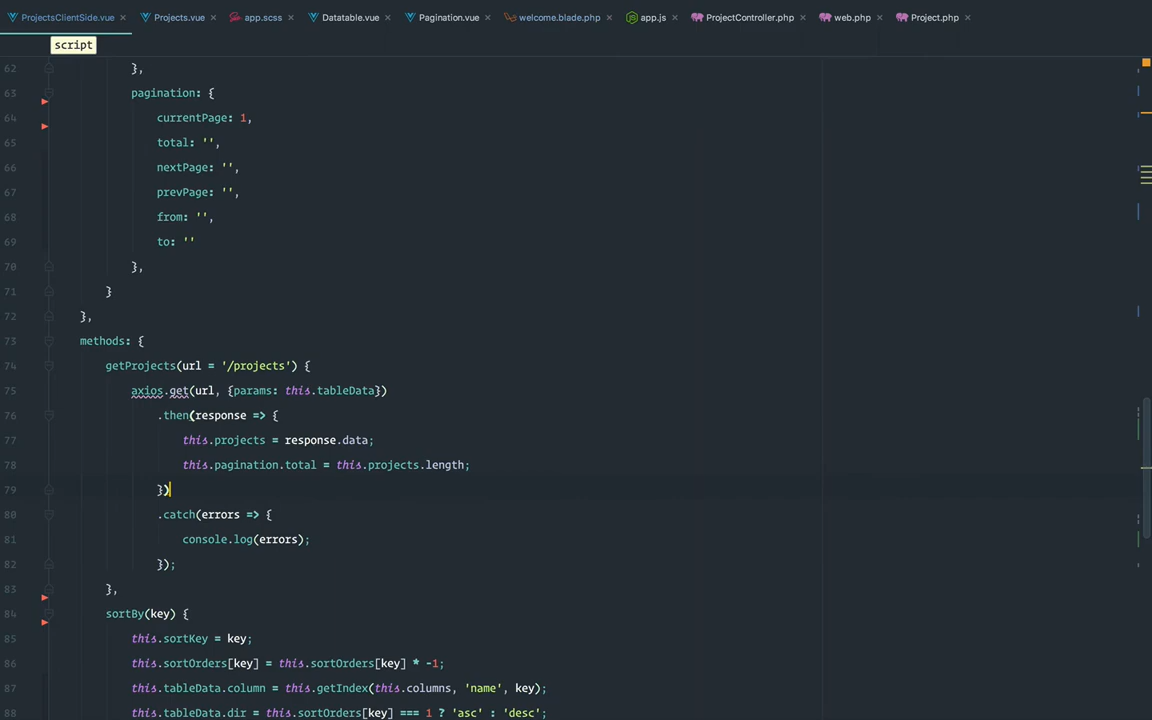 ProjectsClientSide.vue × Projects.vue × app.scss × Datatable.vue × Pagination.vue × welcome.blade.php × app.js × ProjectController.php × web.php × Project.php ×
script
62 },
63 pagination: {
64 currentPage: 1,
65 total: '',
66 nextPage: '',
67 prevPage: '',
68 from: '',
69 to: ''
70 },
71 }
72 },
73 methods: {
74 getProjects(url = '/projects') {
75 axios.get(url, {params: this.tableData})
76 .then(response => {
77 this.projects = response.data;
78 this.pagination.total = this.projects.length;
79 })
80 .catch(errors => {
81 console.log(errors);
82 });
83 },
84 sortBy(key) {
85 this.sortKey = key;
86 this.sortOrders[key] = this.sortOrders[key] * -1;
87 this.tableData.column = this.getIndex(this.columns, 'name', key);
88 this.tableData.dir = this.sortOrders[key] === 1 ? 'asc' : 'desc';